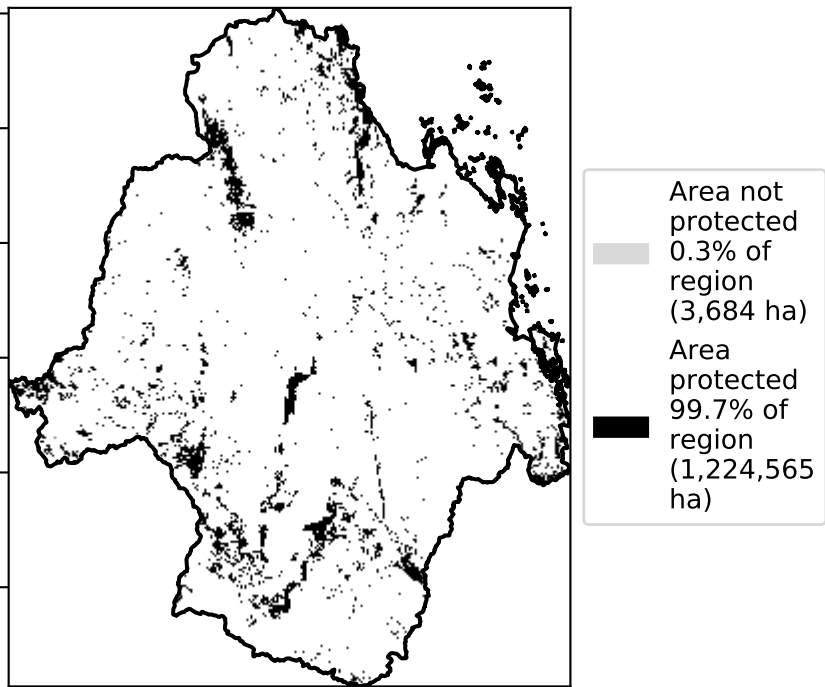 Area not
protected
0.3% of
region
(3,684 ha)
Area
protected
99.7% of
region
(1,224,565
ha)